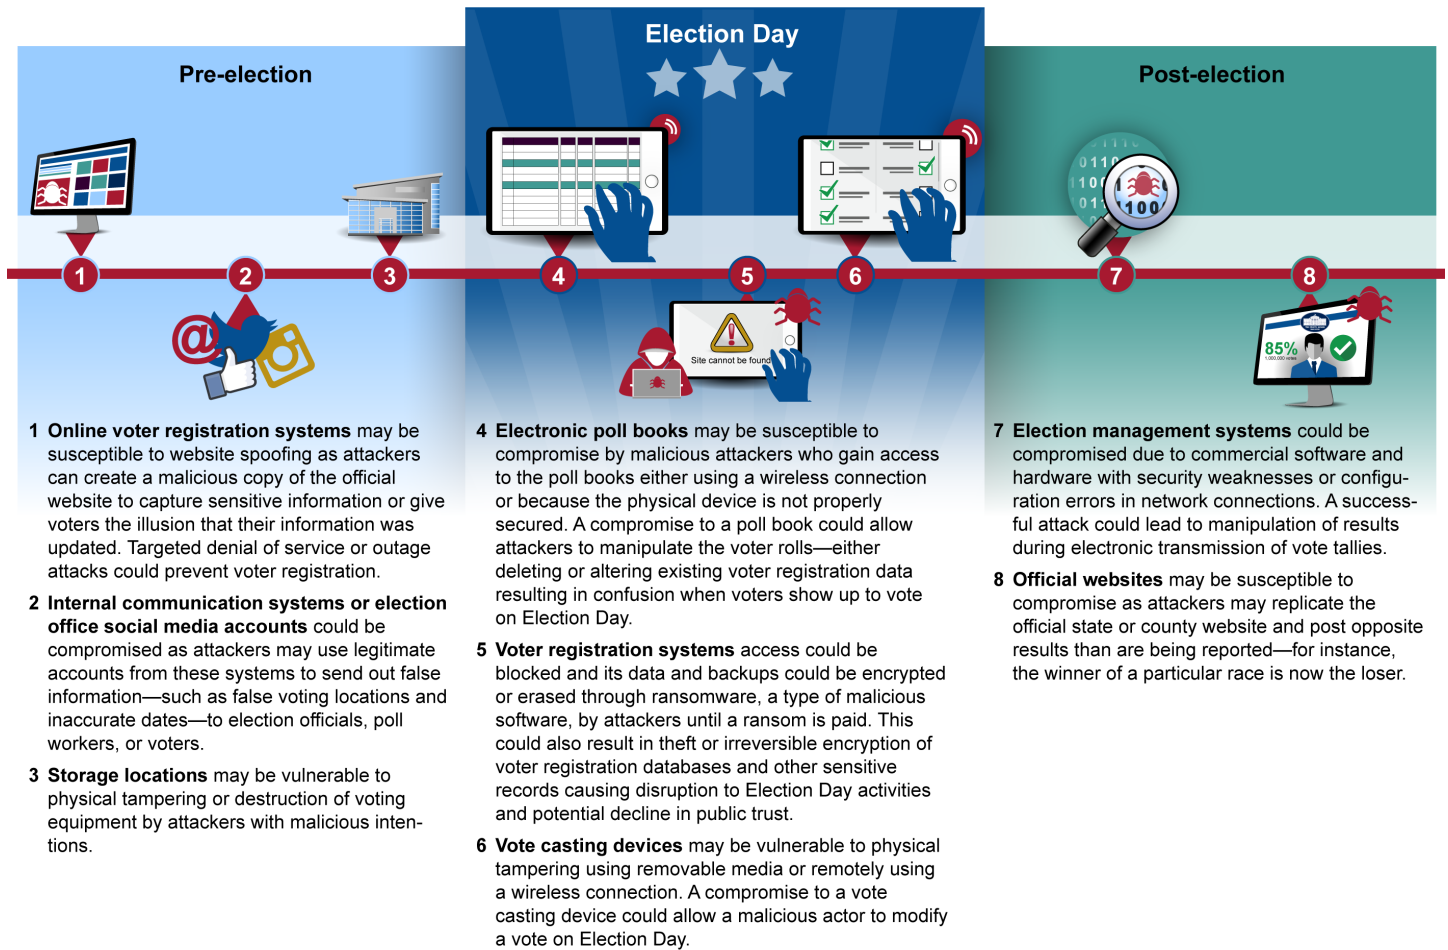 Election Day
Pre-election
Post-election
1
2
3
4
5
6
7
8
@
Site cannot be found
85%
1,000,000 votes
1 Online voter registration systems may be
susceptible to website spoofing as attackers
can create a malicious copy of the official
website to capture sensitive information or give
voters the illusion that their information was
updated. Targeted denial of service or outage
attacks could prevent voter registration.
2 Internal communication systems or election
office social media accounts could be
compromised as attackers may use legitimate
accounts from these systems to send out false
information—such as false voting locations and
inaccurate dates—to election officials, poll
workers, or voters.
3 Storage locations may be vulnerable to
physical tampering or destruction of voting
equipment by attackers with malicious inten-
tions.
4 Electronic poll books may be susceptible to
compromise by malicious attackers who gain access
to the poll books either using a wireless connection
or because the physical device is not properly
secured. A compromise to a poll book could allow
attackers to manipulate the voter rolls—either
deleting or altering existing voter registration data
resulting in confusion when voters show up to vote
on Election Day.
5 Voter registration systems access could be
blocked and its data and backups could be encrypted
or erased through ransomware, a type of malicious
software, by attackers until a ransom is paid. This
could also result in theft or irreversible encryption of
voter registration databases and other sensitive
records causing disruption to Election Day activities
and potential decline in public trust.
6 Vote casting devices may be vulnerable to physical
tampering using removable media or remotely using
a wireless connection. A compromise to a vote
casting device could allow a malicious actor to modify
a vote on Election Day.
7 Election management systems could be
compromised due to commercial software and
hardware with security weaknesses or configu-
ration errors in network connections. A success-
ful attack could lead to manipulation of results
during electronic transmission of vote tallies.
8 Official websites may be susceptible to
compromise as attackers may replicate the
official state or county website and post opposite
results than are being reported—for instance,
the winner of a particular race is now the loser.